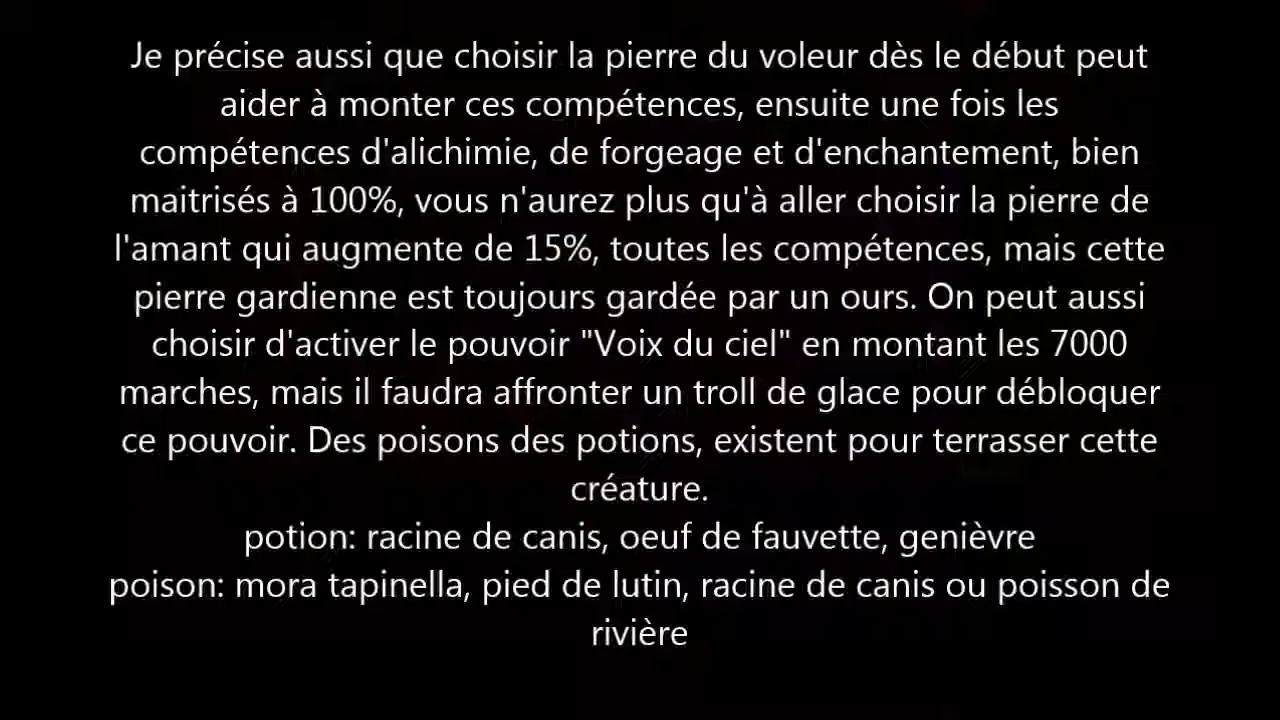 Je précise aussi que choisir la pierre du voleur dès le début peut
aider à monter ces compétences, ensuite une fois les
compétences d'alichimie, de forgeage et d'enchantement, bien
maitrisés à 100%, vous n'aurez plus qu'à aller choisir la pierre de
l'amant qui augmente de 15%, toutes les compétences, mais cette
pierre gardienne est toujours gardée par un ours. On peut aussi
choisir d'activer le pouvoir "Voix du ciel" en montant les 7000
marches, mais il faudra affronter un troll de glace pour débloquer
ce pouvoir. Des poisons des potions, existent pour terrasser cette
créature.
potion: racine de canis, oeuf de fauvette, genièvre
poison: mora tapinella, pied de lutin, racine de canis ou poisson de
rivière